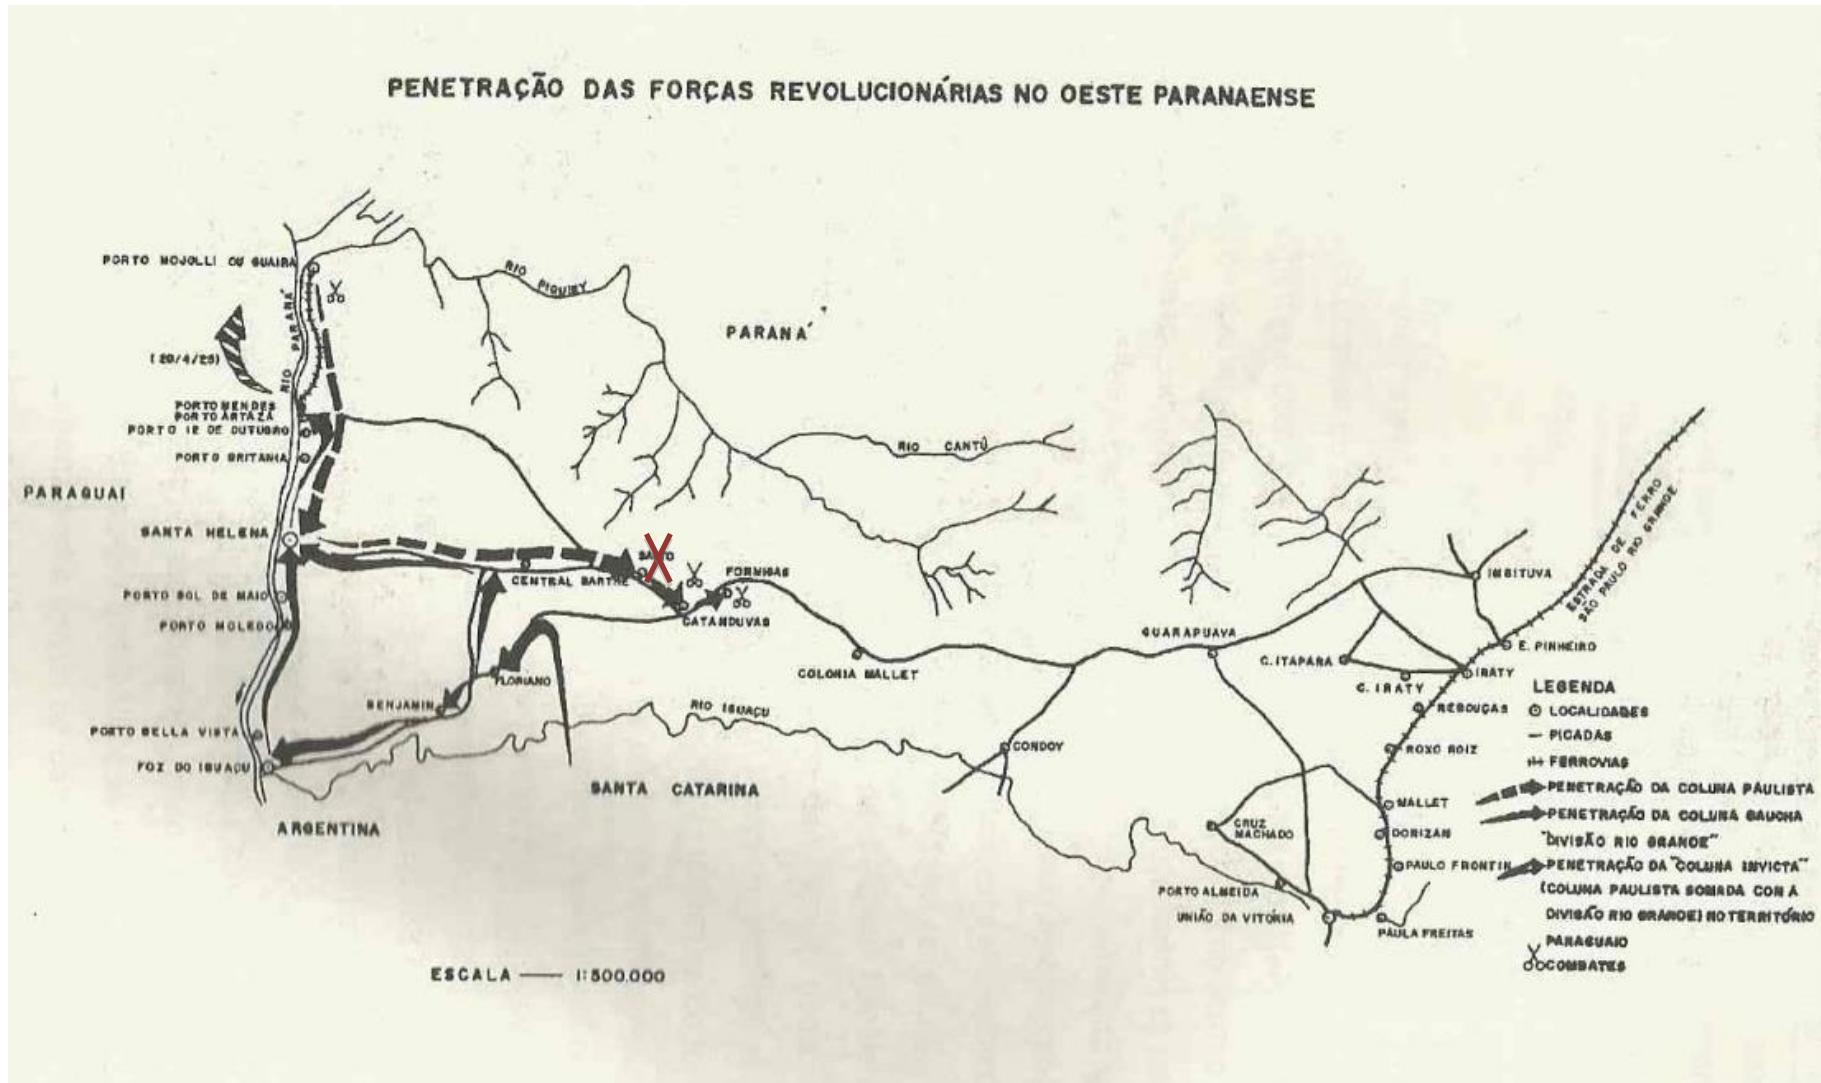 PENETRAÇÃO DAS FORÇAS REVOLUCIONÁRIAS NO OESTE PARANAENSE
PORTO MOJOLLI OU GUAIRA
RIO PARANÁ
(29/4/25)
RIO PIQUIRY
PARANÁ
PORTO MENDES
PORTO ARTAZA
PORTO 12 DE OUTUBRO
PORTO BRITANIA
RIO CANTÚ
PARAGUAI
SANTA HELENA
CENTRAL BARTHE
SALTO
FORMIGAS
CATANDUVAS
PORTO SOL DE MAIO
PORTO MOLEDO
COLONIA MALLET
GUARAPUAVA
IMBITUVA
ESTRADA DE FERRO
SÃO PAULO RIO GRANDE
E. PINHEIRO
C. ITAPARA
IRATY
C. IRATY
REBOUÇAS
FLORIANO
BENJAMIN
RIO IGUAÇU
PORTO BELLA VISTA
FOZ DO IGUAÇU
CONDOY
ROXO ROIZ
SANTA CATARINA
ARGENTINA
MALLET
CRUZ
MACHADO
DORIZAN
PAULO FRONTIN
PORTO ALMEIDA
UNIÃO DA VITÓRIA
PAULA FREITAS
LEGENDA
LOCALIDADES
PICADAS
FERROVIAS
PENETRAÇÃO DA COLUNA PAULISTA
PENETRAÇÃO DA COLUNA GAUCHA
"DIVISÃO RIO GRANDE"
PENETRAÇÃO DA "COLUNA INVICTA"
(COLUNA PAULISTA SOMADA COM A
DIVISÃO RIO GRANDE) NO TERRITÓRIO
PARAGUAIO
COMBATES
ESCALA — 1:500.000